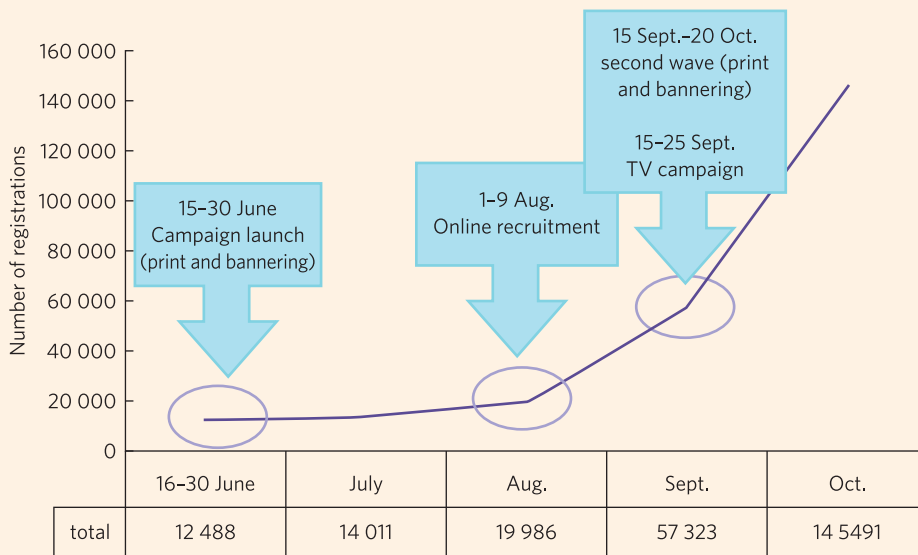 15 Sept.–20 Oct.
second wave (print
and bannering)
15–25 Sept.
TV campaign
1–9 Aug.
Online recruitment
15–30 June
Campaign launch
(print and bannering)
Number of registrations
160 000
140 000
120 000
100 000
80 000
60 000
40 000
20 000
0
16–30 June July Aug. Sept. Oct.
total 12 488 14 011 19 986 57 323 14 5491